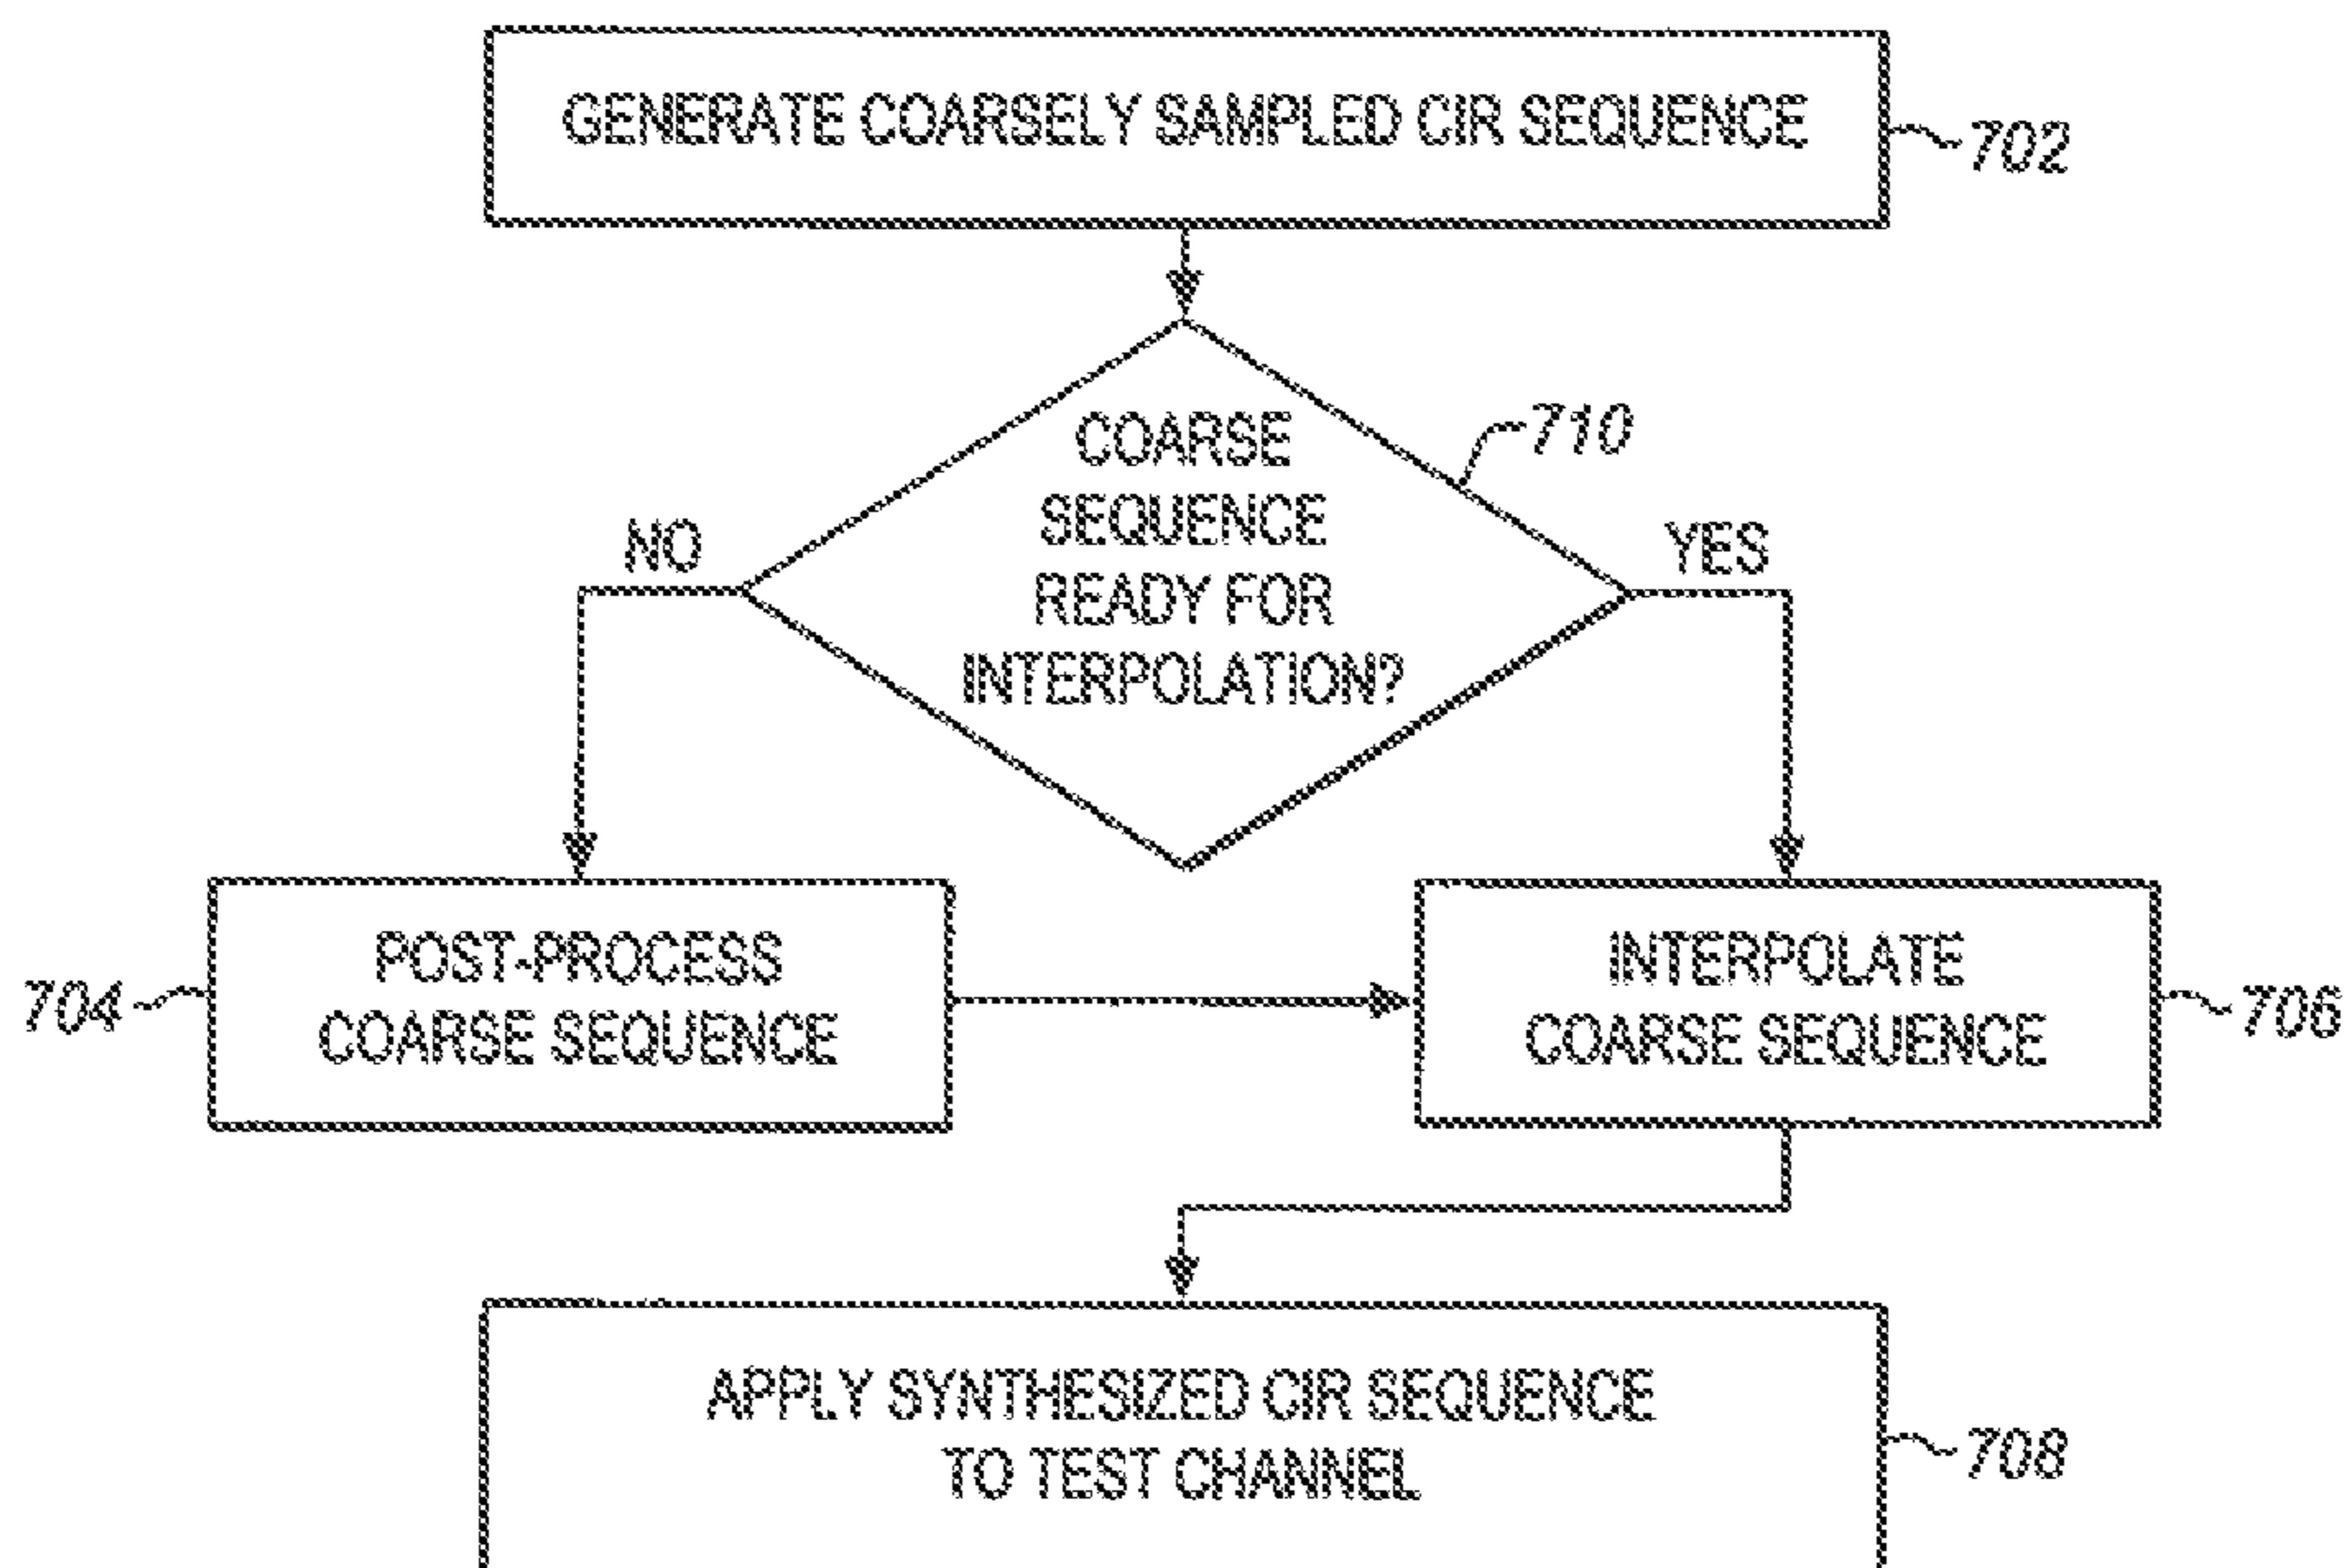 GENERATE COARSELY SAMPLED CIR SEQUENCE
702
COARSE
SEQUENCE
READY FOR
INTERPOLATION?
710
NO
YES
POST-PROCESS
COARSE SEQUENCE
704
INTERPOLATE
COARSE SEQUENCE
706
APPLY SYNTHESIZED CIR SEQUENCE
TO TEST CHANNEL
708